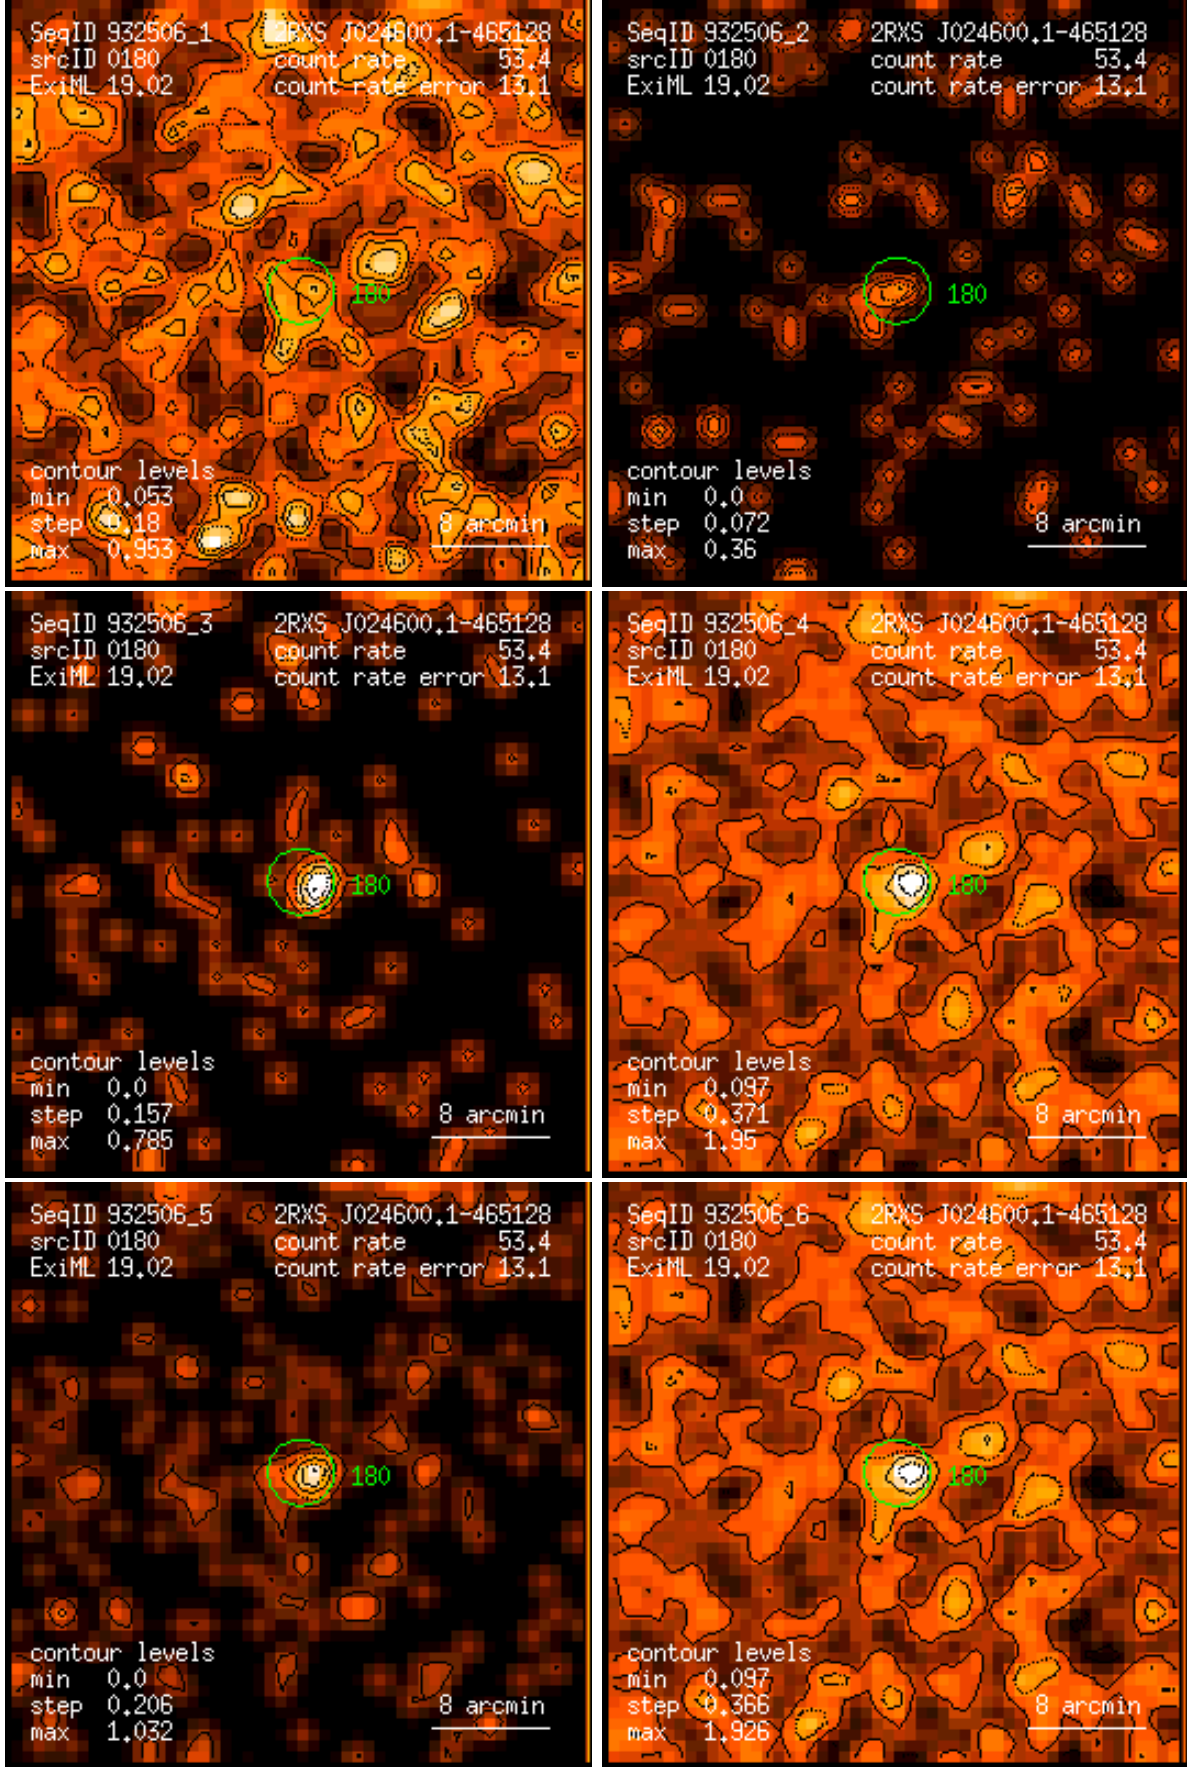 SeqID 932506_1 2RXS J024600.1-465128
srcID 0180 count rate 53.4
ExiML 19.02 count rate error 13.1
180
contour levels
min 0.053
step 0.18 8 arcmin
max 0.953
SeqID 932506_2 2RXS J024600.1-465128
srcID 0180 count rate 53.4
ExiML 19.02 count rate error 13.1
180
contour levels
min 0.0
step 0.072 8 arcmin
max 0.36
SeqID 932506_3 2RXS J024600.1-465128
srcID 0180 count rate 53.4
ExiML 19.02 count rate error 13.1
180
contour levels
min 0.0
step 0.157 8 arcmin
max 0.785
SeqID 932506_4 2RXS J024600.1-465128
srcID 0180 count rate 53.4
ExiML 19.02 count rate error 13.1
180
contour levels
min 0.097
step 0.371 8 arcmin
max 1.95
SeqID 932506_5 2RXS J024600.1-465128
srcID 0180 count rate 53.4
ExiML 19.02 count rate error 13.1
180
contour levels
min 0.0
step 0.206 8 arcmin
max 1.032
SeqID 932506_6 2RXS J024600.1-465128
srcID 0180 count rate 53.4
ExiML 19.02 count rate error 13.1
180
contour levels
min 0.097
step 0.366 8 arcmin
max 1.926